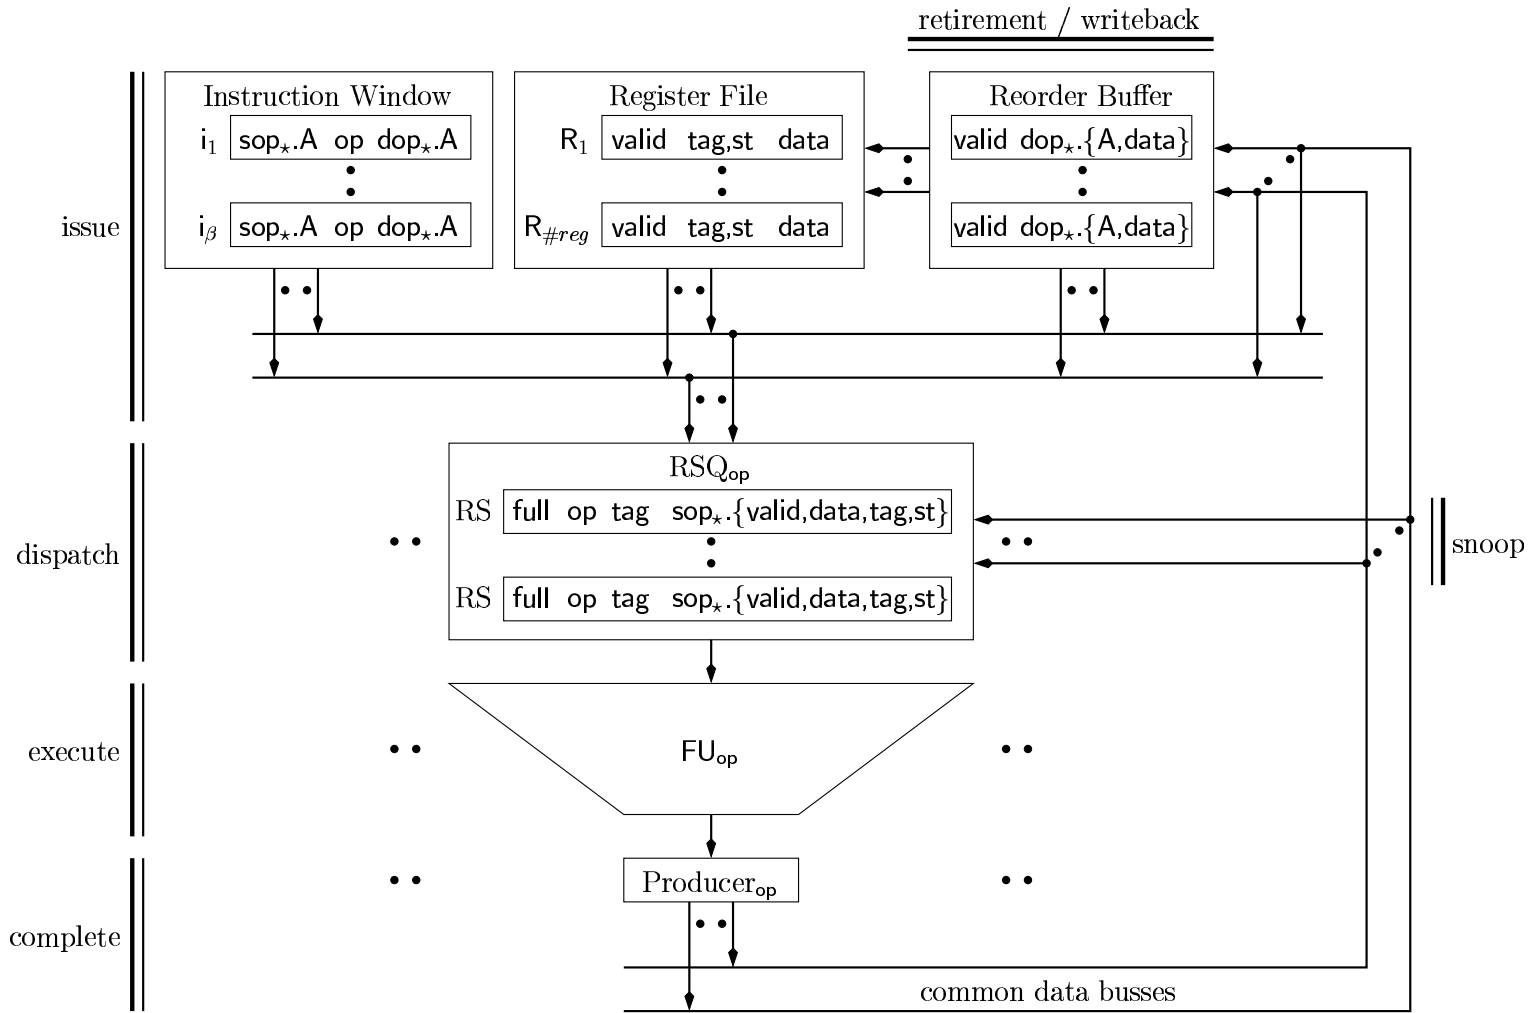 retirement / writeback
Instruction Window
i₁ sop⋆.A op dop⋆.A
iᵦ sop⋆.A op dop⋆.A
Register File
R₁ valid tag,st data
R#reg valid tag,st data
Reorder Buffer
valid dop⋆.{A,data}
valid dop⋆.{A,data}
issue
RSQop
RS full op tag sop⋆.{valid,data,tag,st}
RS full op tag sop⋆.{valid,data,tag,st}
dispatch
snoop
execute
FUop
Producerop
complete
common data busses